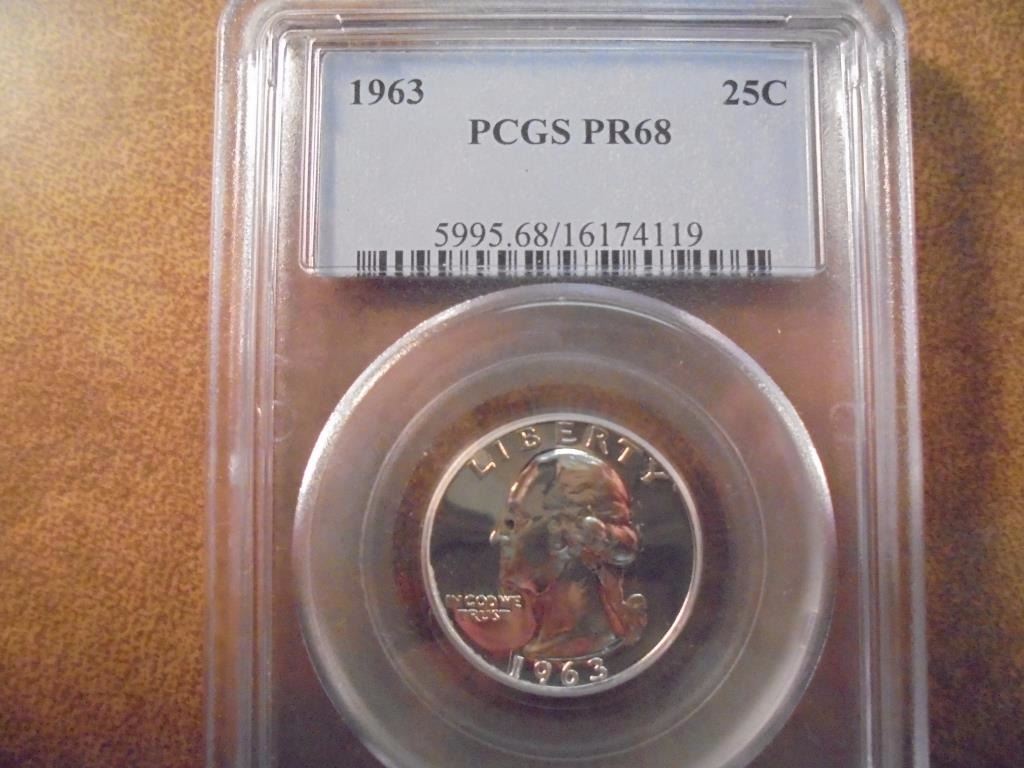 1963 25C
PCGS PR68
5995.68/16174119
LIBERTY
IN GOD WE
TRUST
1963